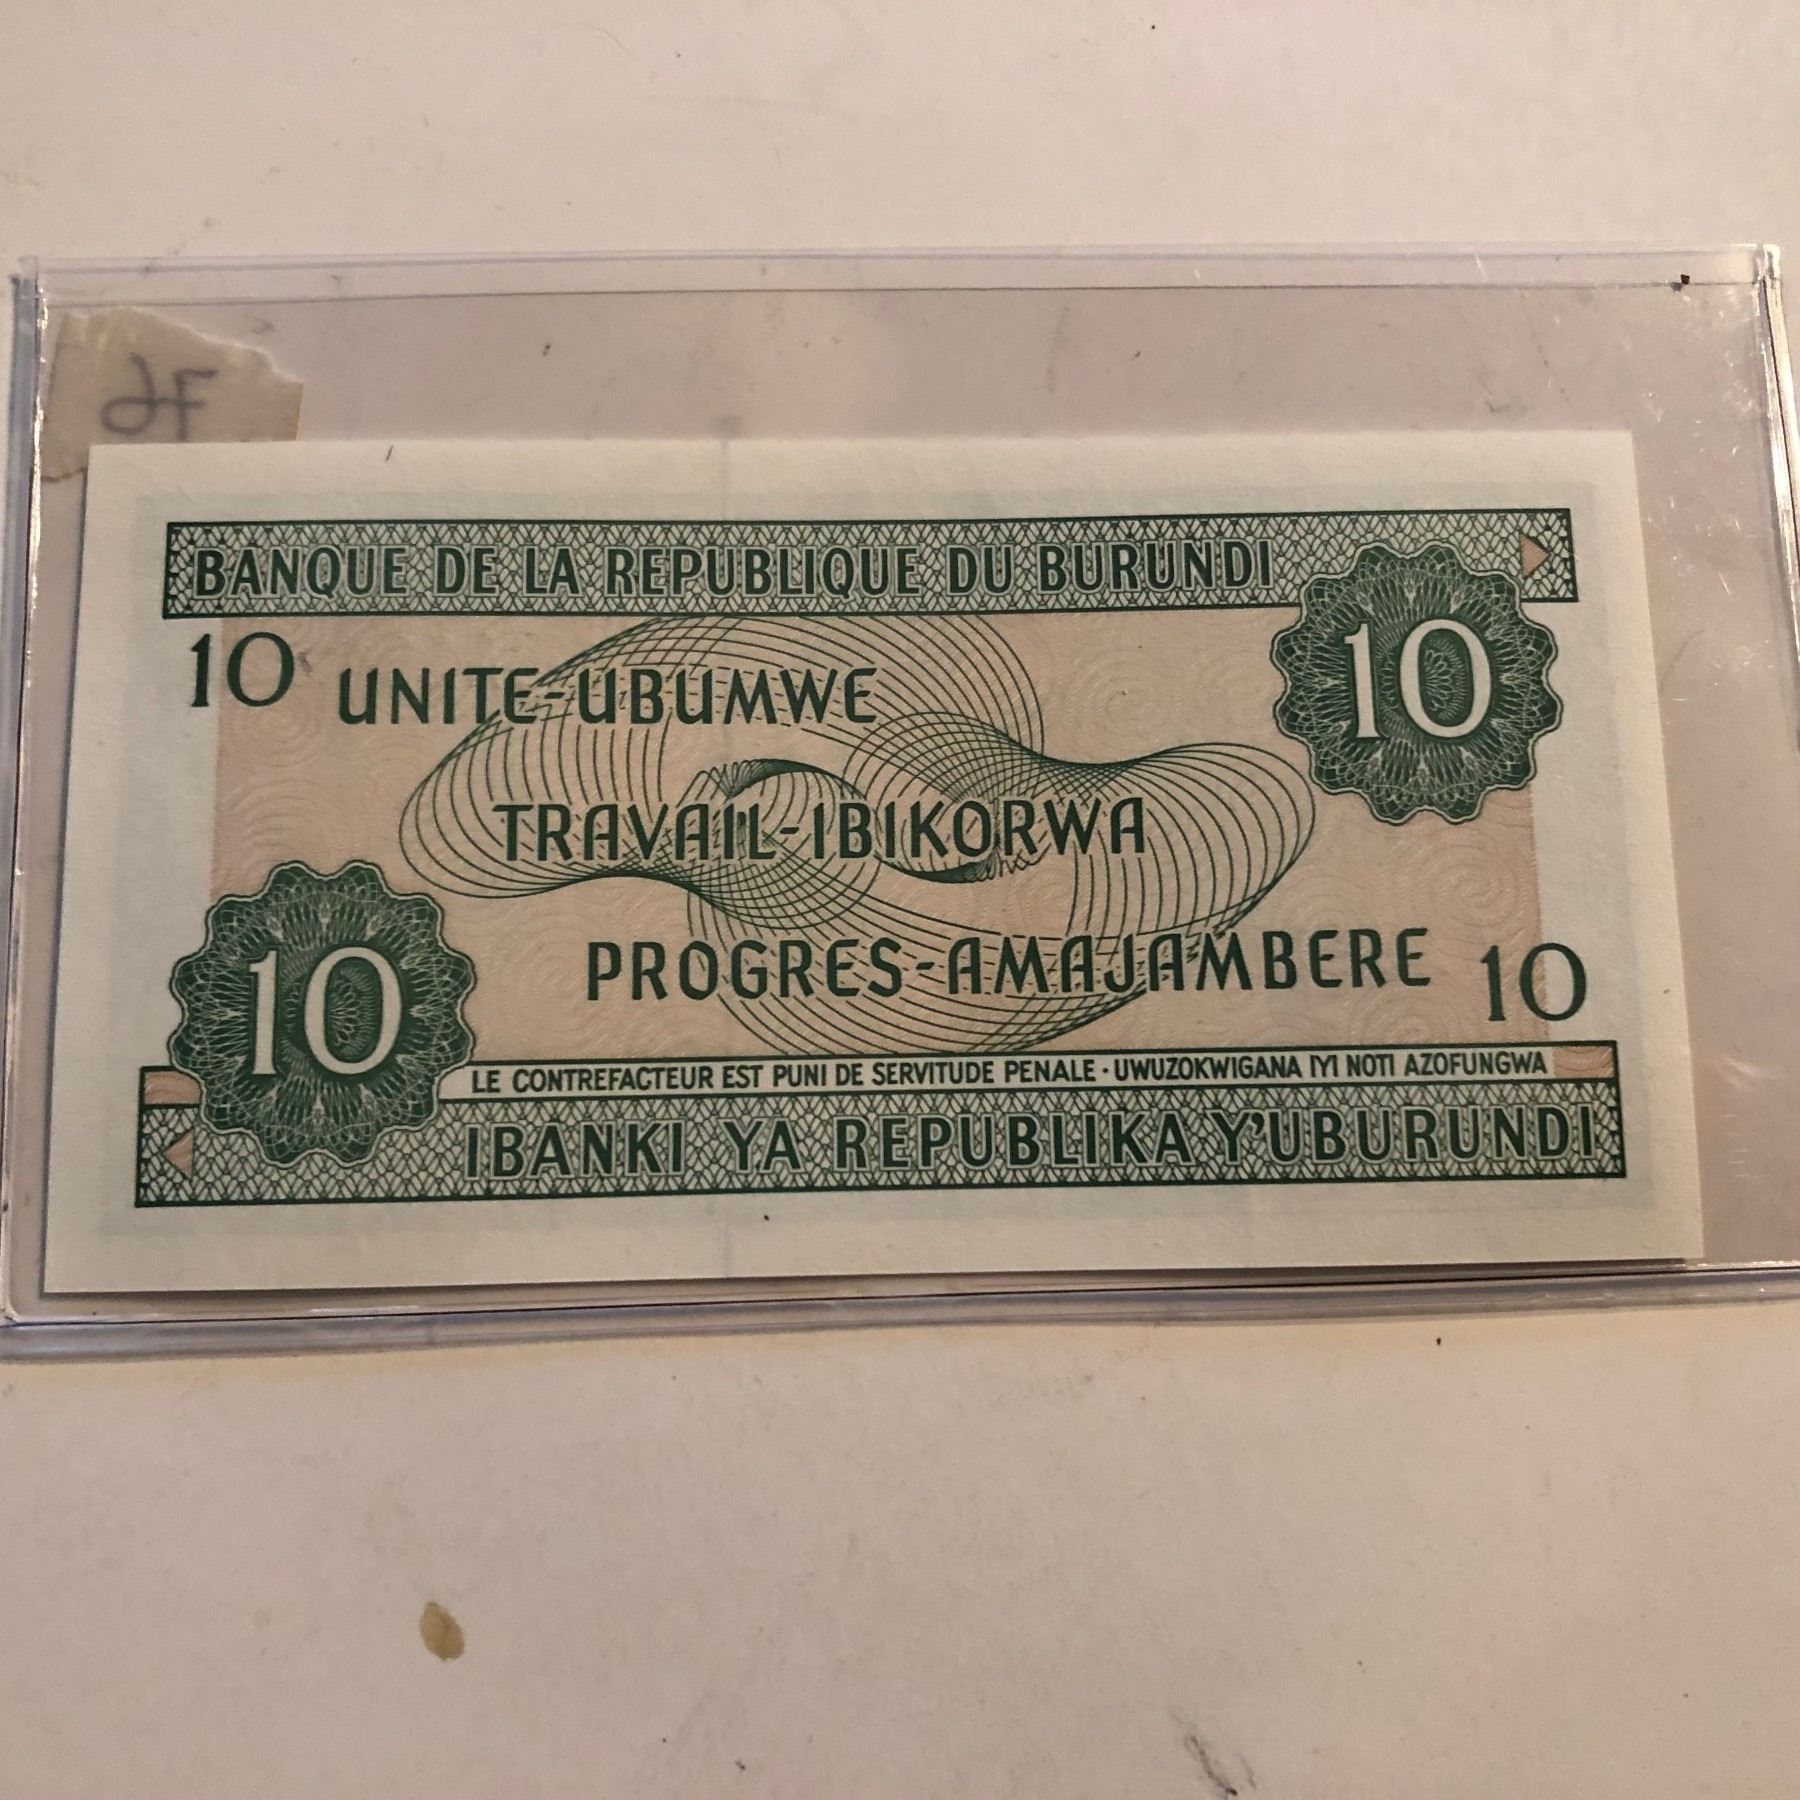 BANQUE DE LA REPUBLIQUE DU BURUNDI
10 UNITE-UBUMWE 10
TRAVAIL-IBIKORWA
10 PROGRES-AMAJAMBERE 10
LE CONTREFACTEUR EST PUNI DE SERVITUDE PENALE · UWUZOKWIGANA IYI NOTI AZOFUNGWA
IBANKI YA REPUBLIKA Y'UBURUNDI